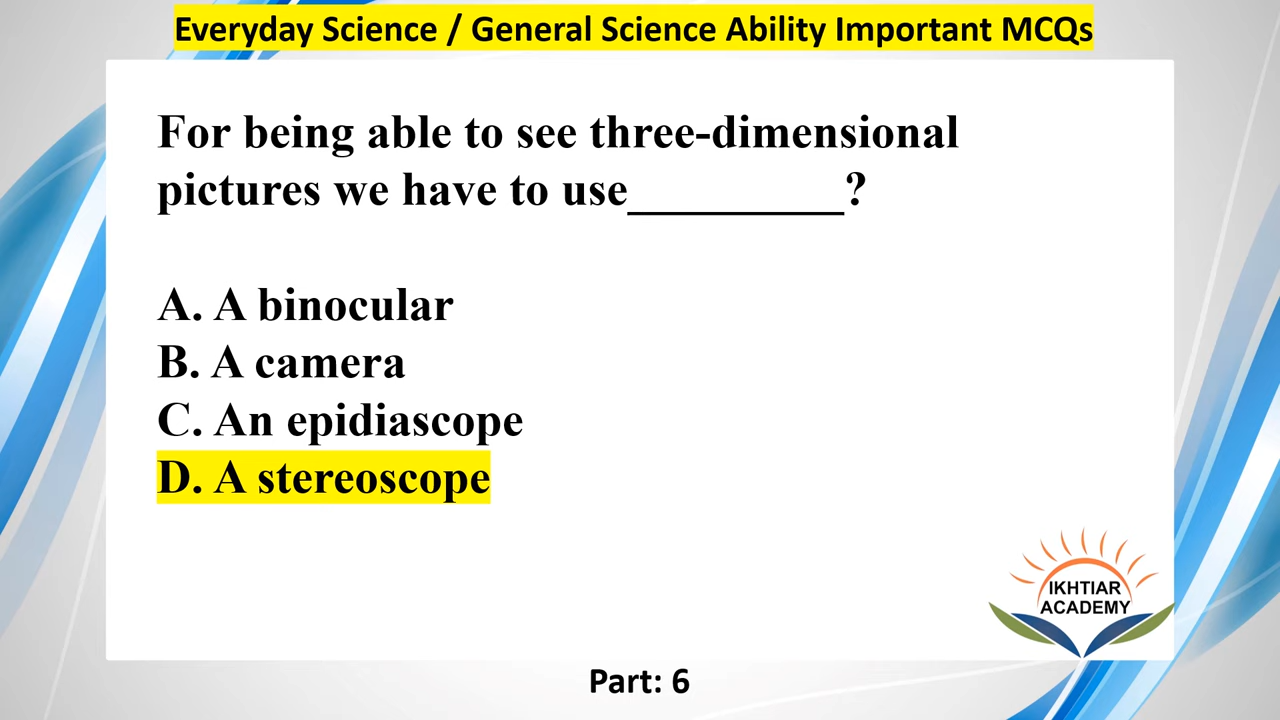 Everyday Science / General Science Ability Important MCQs
For being able to see three-dimensional
pictures we have to use_________?
A. A binocular
B. A camera
C. An epidiascope
D. A stereoscope
IKHTIAR
ACADEMY
Part: 6